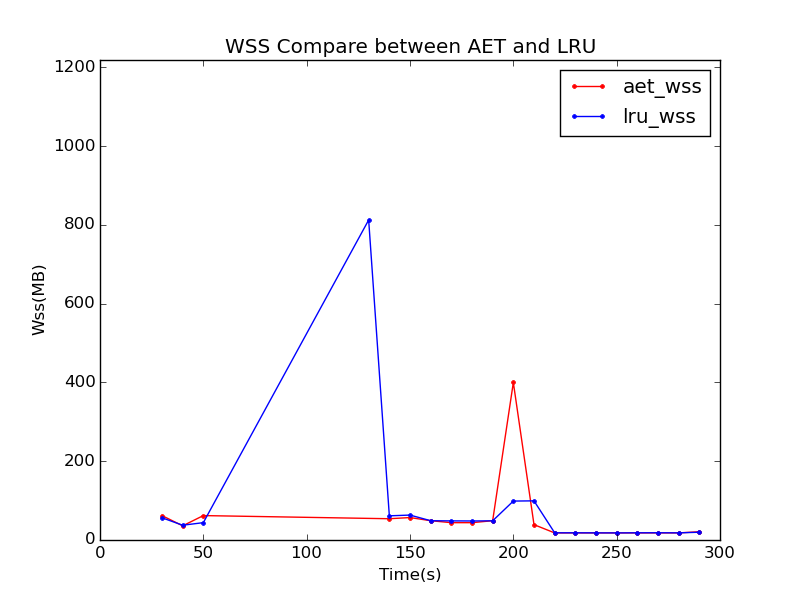 WSS Compare between AET and LRU
aet_wss
lru_wss
Wss(MB)
1200
1000
800
600
400
200
0
0 50 100 150 200 250 300
Time(s)